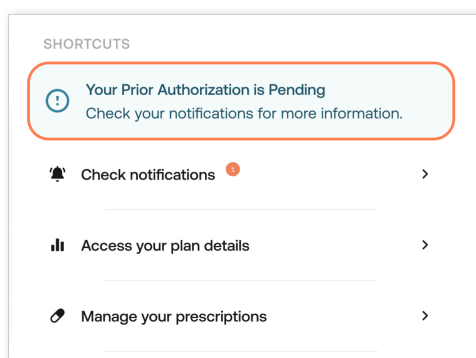 SHORTCUTS
Your Prior Authorization is Pending
Check your notifications for more information.
Check notifications 1
Access your plan details
Manage your prescriptions